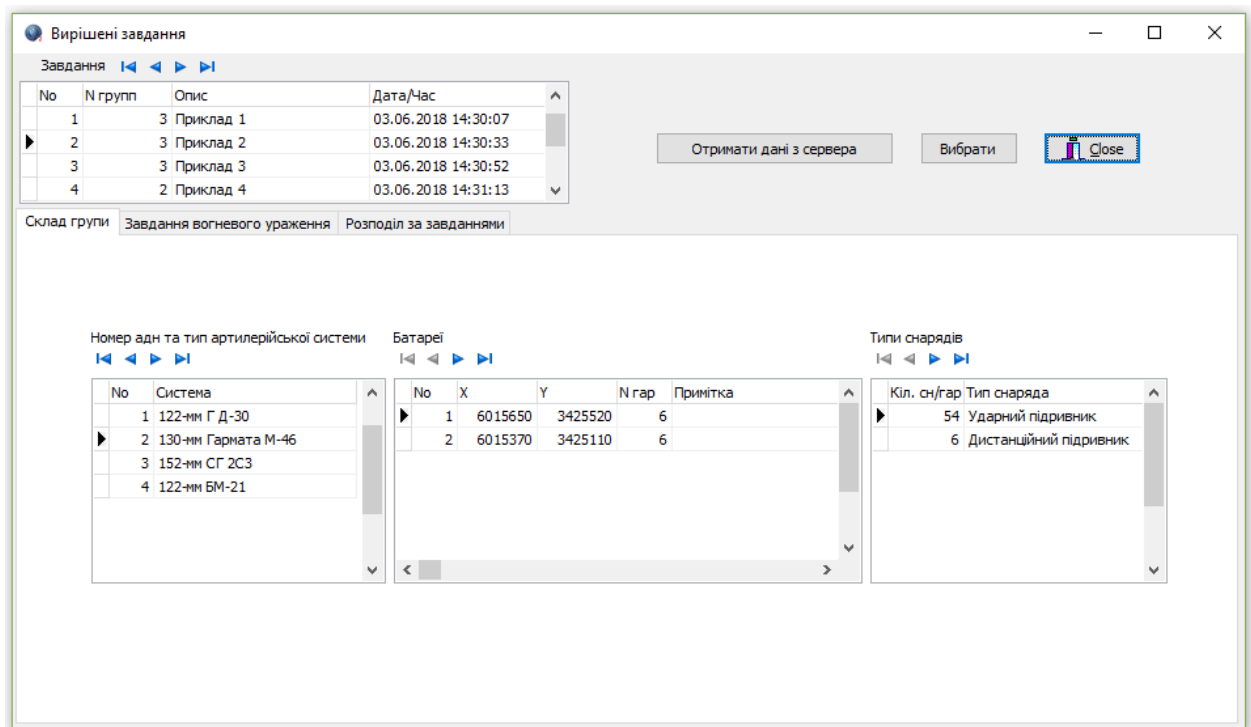 Вирішені завдання
Завдання
No N групп Опис Дата/Час
1 3 Приклад 1 03.06.2018 14:30:07
2 3 Приклад 2 03.06.2018 14:30:33
3 3 Приклад 3 03.06.2018 14:30:52
4 2 Приклад 4 03.06.2018 14:31:13
Отримати дані з сервера Вибрати Close
Склад групи Завдання вогневого ураження Розподіл за завданнями
Номер адн та тип артилерійської системи
No Система
1 122-мм Г Д-30
2 130-мм Гармата М-46
3 152-мм СГ 2С3
4 122-мм БМ-21
Батареї
No X Y N гар Примітка
1 6015650 3425520 6
2 6015370 3425110 6
Типи снарядів
Кіл. сн/гар Тип снаряда
54 Ударний підривник
6 Дистанційний підривник